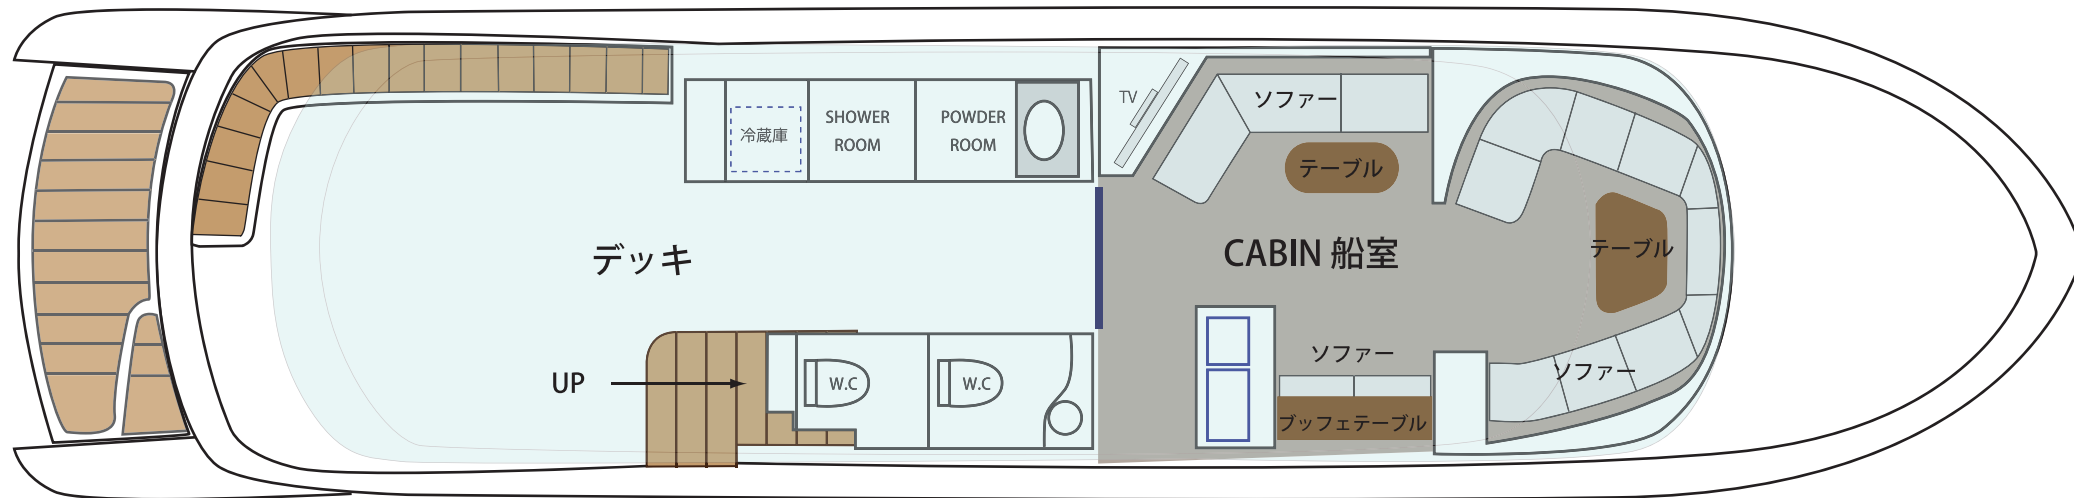 TV
ソファー
冷蔵庫
SHOWER
ROOM
POWDER
ROOM
テーブル
デッキ
CABIN 船室
テーブル
UP
W.C
W.C
ソファー
ソファー
ブッフェテーブル